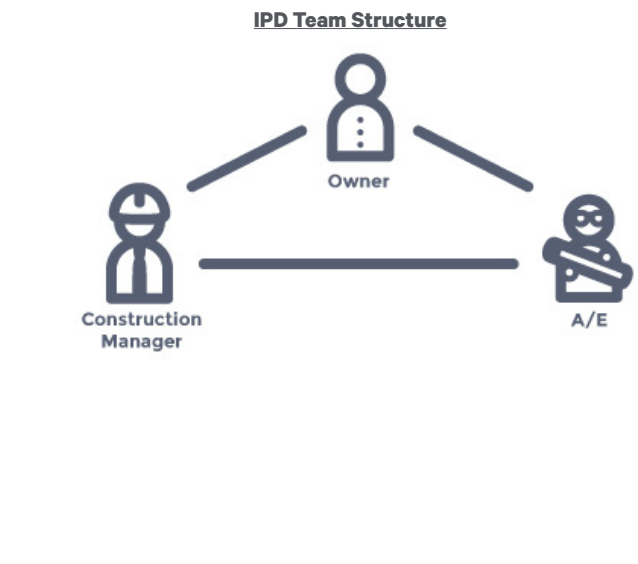 IPD Team Structure
Owner
Construction
Manager
A/E